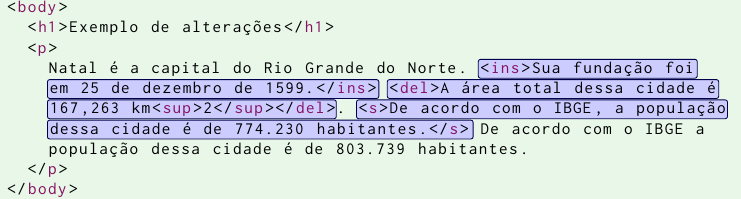 <body>
<h1>Exemplo de alterações</h1>
<p>
Natal é a capital do Rio Grande do Norte. <ins>Sua fundação foi
em 25 de dezembro de 1599.</ins> <del>A área total dessa cidade é
167,263 km<sup>2</sup></del>. <s>De acordo com o IBGE, a população
dessa cidade é de 774.230 habitantes.</s> De acordo com o IBGE a
população dessa cidade é de 803.739 habitantes.
</p>
</body>